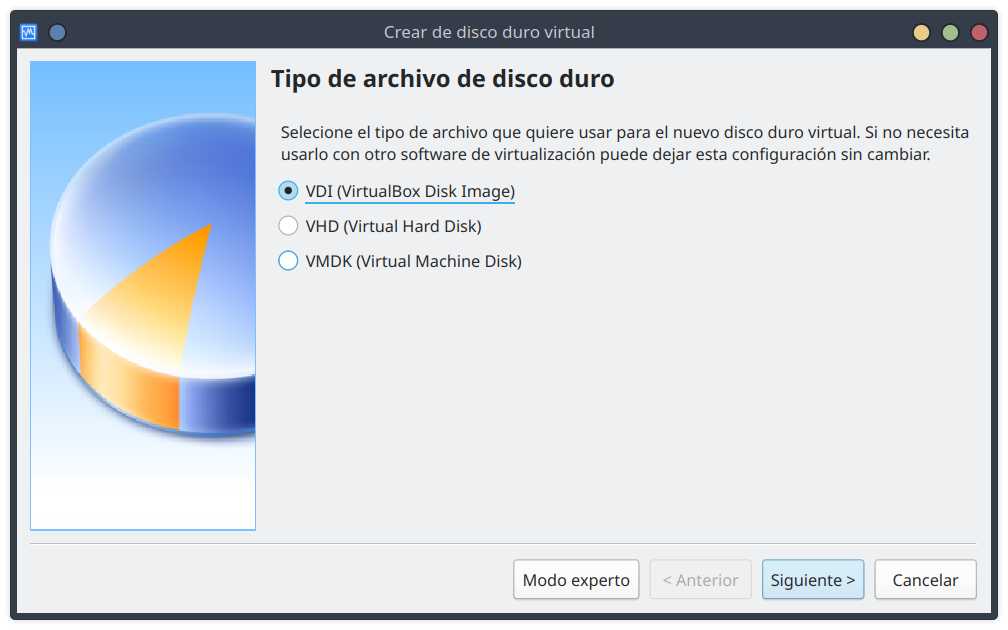 Crear de disco duro virtual
Tipo de archivo de disco duro
Selecione el tipo de archivo que quiere usar para el nuevo disco duro virtual. Si no necesita
usarlo con otro software de virtualización puede dejar esta configuración sin cambiar.
VDI (VirtualBox Disk Image)
VHD (Virtual Hard Disk)
VMDK (Virtual Machine Disk)
Modo experto
< Anterior
Siguiente >
Cancelar